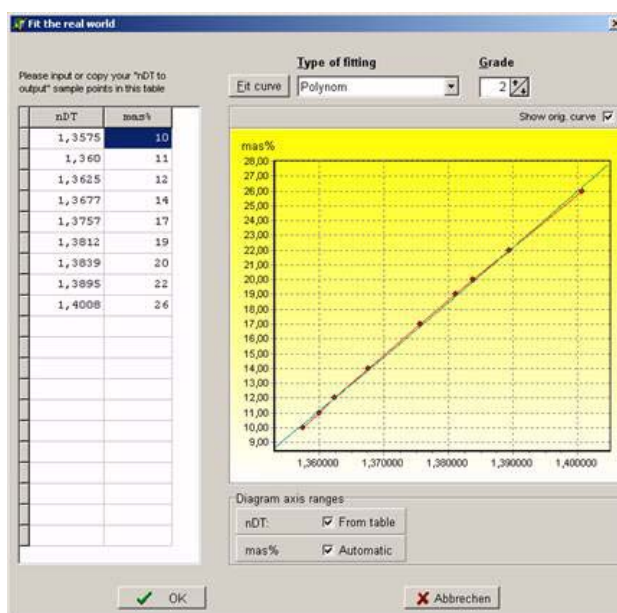 Fit the real world
Type of fitting
Grade
Please input or copy your "nDT to
output" sample points in this table
Fit curve
Polynom
2
nDT mas%
1,3575 10
1,360 11
1,3625 12
1,3677 14
1,3757 17
1,3812 19
1,3839 20
1,3895 22
1,4008 26
Show orig. curve
mas%
28,00
27,00
26,00
25,00
24,00
23,00
22,00
21,00
20,00
19,00
18,00
17,00
16,00
15,00
14,00
13,00
12,00
11,00
10,00
9,00
1,360000 1,370000 1,380000 1,390000 1,400000
Diagram axis ranges
nDT: From table
mas% Automatic
OK
Abbrechen